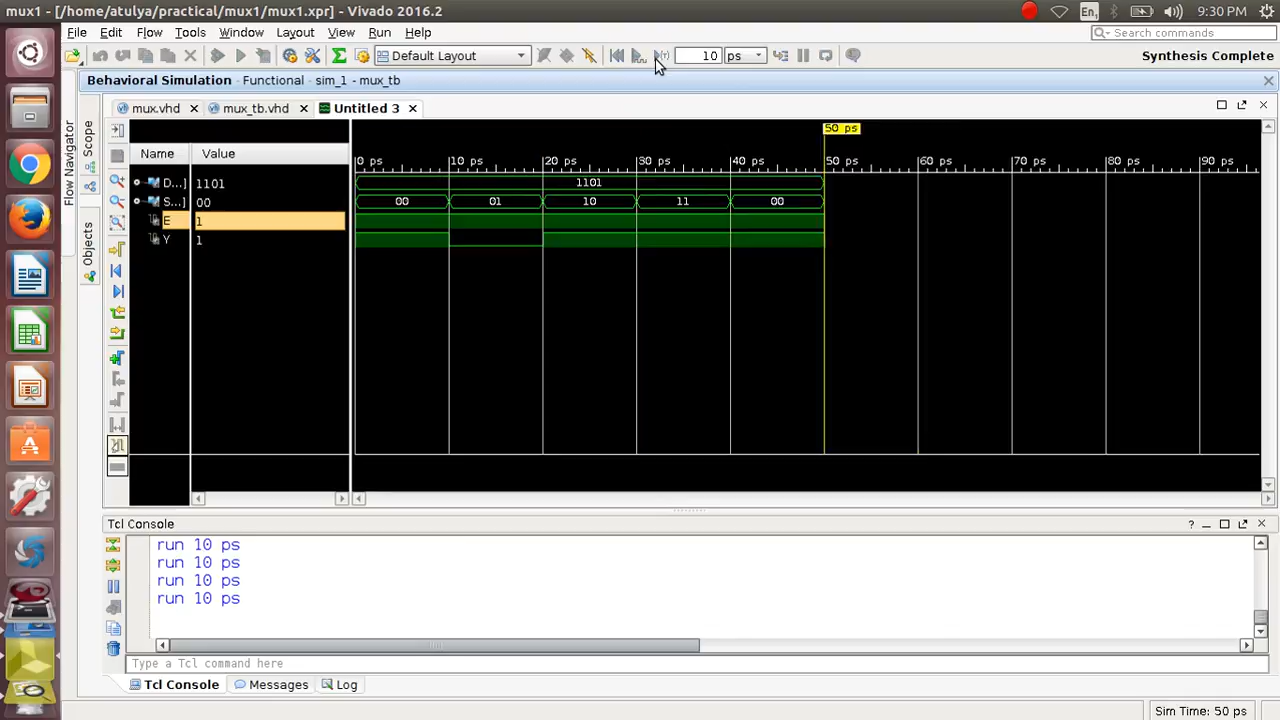 mux1 - [/home/atulya/practical/mux1/mux1.xpr] - Vivado 2016.2
En
9:30 PM
File Edit Flow Tools Window Layout View Run Help
Search commands
Default Layout
10 ps
Synthesis Complete
Behavioral Simulation - Functional - sim_1 - mux_tb
mux.vhd mux_tb.vhd Untitled 3
Flow Navigator
Scope
Objects
50 ps
Name Value
0 ps 10 ps 20 ps 30 ps 40 ps 50 ps 60 ps 70 ps 80 ps 90 ps
D...] 1101 1101
S...] 00 00 01 10 11 00
E 1
Y 1
Tcl Console
run 10 ps
run 10 ps
run 10 ps
run 10 ps
Type a Tcl command here
Tcl Console Messages Log
Sim Time: 50 ps